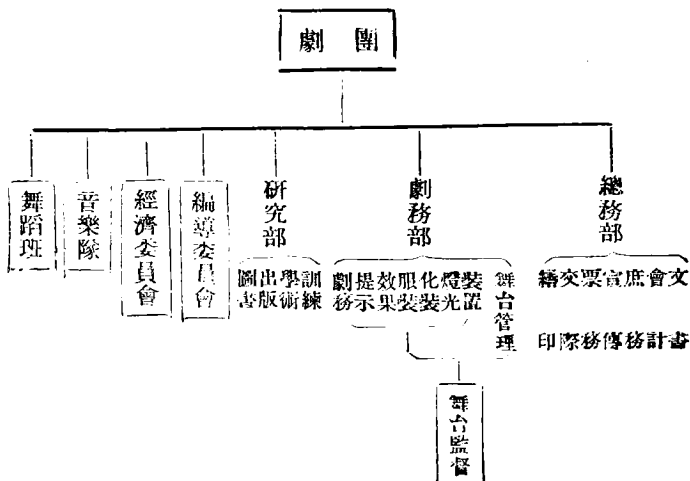 劇團
總務部
文書
會計
庶務
宣傳
票務
交際
繕印
劇務部
舞台管理
裝置
燈光
化裝
服裝
效果
提示
劇務
舞台監督
研究部
訓練
學術
出版
圖書
編導委員會
經濟委員會
音樂隊
舞蹈班